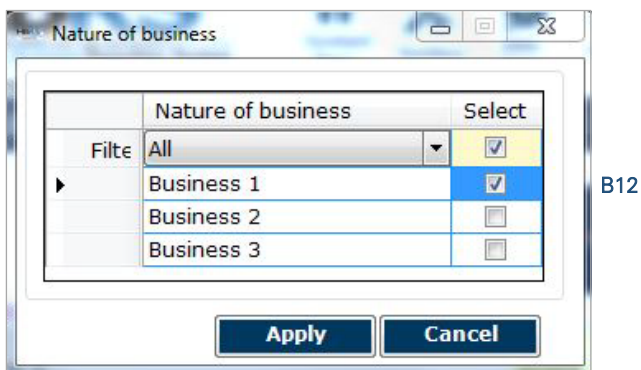 Nature of business
Nature of business Select
Filte All
Business 1
B12
Business 2
Business 3
Apply Cancel